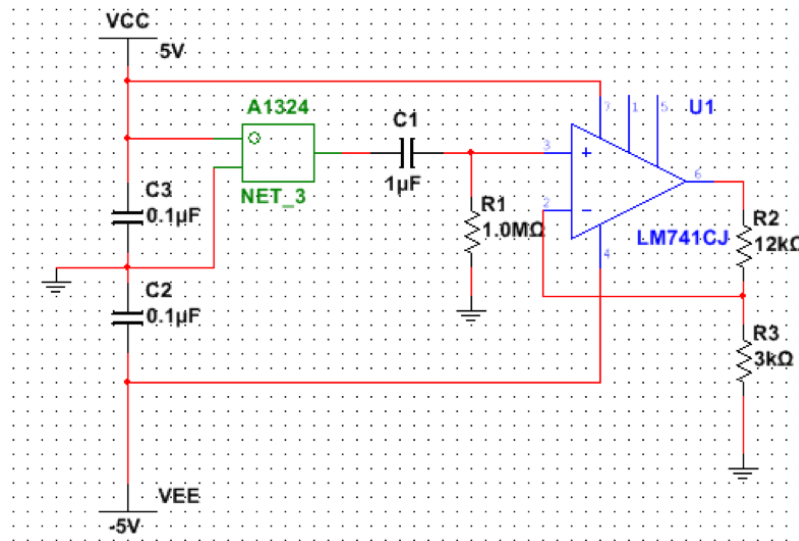 VCC
5V
A1324
NET_3
C1
1µF
U1
7
1
5
3
2
6
4
LM741CJ
R1
1.0MΩ
C3
0.1µF
C2
0.1µF
R2
12kΩ
R3
3kΩ
VEE
-5V